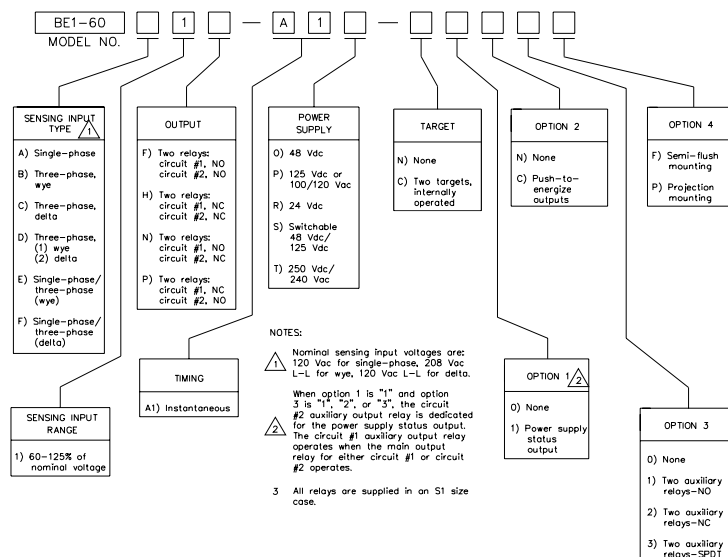 BE1-60 1 — A 1 —
MODEL NO.
SENSING INPUT
TYPE 1
A) Single-phase
B) Three-phase,
wye
C) Three-phase,
delta
D) Three-phase,
(1) wye
(2) delta
E) Single-phase/
three-phase
(wye)
F) Single-phase/
three-phase
(delta)
OUTPUT
F) Two relays:
circuit #1, NO
circuit #2, NO
H) Two relays:
circuit #1, NC
circuit #2, NC
N) Two relays:
circuit #1, NO
circuit #2, NC
P) Two relays:
circuit #1, NC
circuit #2, NO
POWER
SUPPLY
O) 48 Vdc
P) 125 Vdc or
100/120 Vac
R) 24 Vdc
S) Switchable
48 Vdc/
125 Vdc
T) 250 Vdc/
240 Vac
TARGET
N) None
C) Two targets,
internally
operated
OPTION 2
N) None
C) Push-to-
energize
outputs
OPTION 4
F) Semi-flush
mounting
P) Projection
mounting
SENSING INPUT
RANGE
1) 60-125% of
nominal voltage
TIMING
A1) Instantaneous
NOTES:
1 Nominal sensing input voltages are:
120 Vac for single-phase, 208 Vac
L-L for wye, 120 Vac L-L for delta.
When option 1 is "1" and option
3 is "1", "2", or "3", the circuit
#2 auxiliary output relay is dedicated
2 for the power supply status output.
The circuit #1 auxiliary output relay
operates when the main output
relay for either circuit #1 or circuit
#2 operates.
3 All relays are supplied in an S1 size
case.
OPTION 1 2
0) None
1) Power supply
status
output
OPTION 3
0) None
1) Two auxiliary
relays-NO
2) Two auxiliary
relays-NC
3) Two auxiliary
relays-SPDT